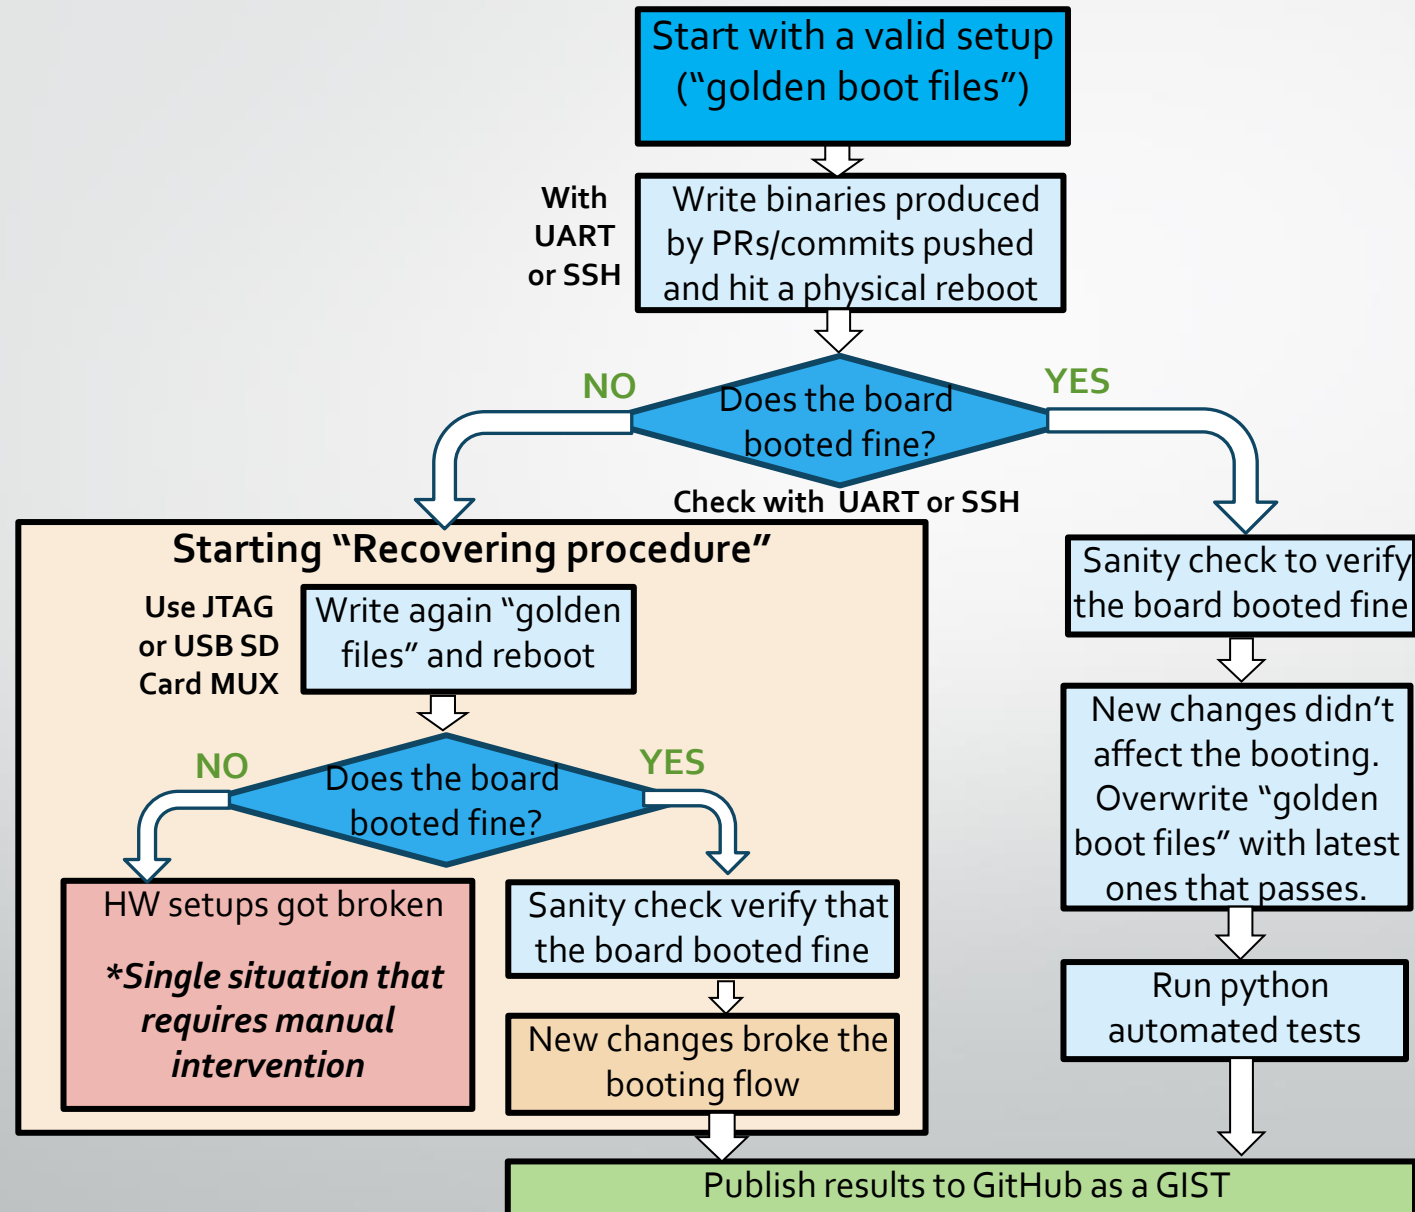 Start with a valid setup
(“golden boot files”)
With
UART
or SSH
Write binaries produced
by PRs/commits pushed
and hit a physical reboot
NO
YES
Does the board
booted fine?
Check with UART or SSH
Starting “Recovering procedure”
Use JTAG
or USB SD
Card MUX
Write again “golden
files” and reboot
NO
YES
Does the board
booted fine?
HW setups got broken
*Single situation that
requires manual
intervention
Sanity check verify that
the board booted fine
New changes broke the
booting flow
Sanity check to verify
the board booted fine
New changes didn’t
affect the booting.
Overwrite “golden
boot files” with latest
ones that passes.
Run python
automated tests
Publish results to GitHub as a GIST